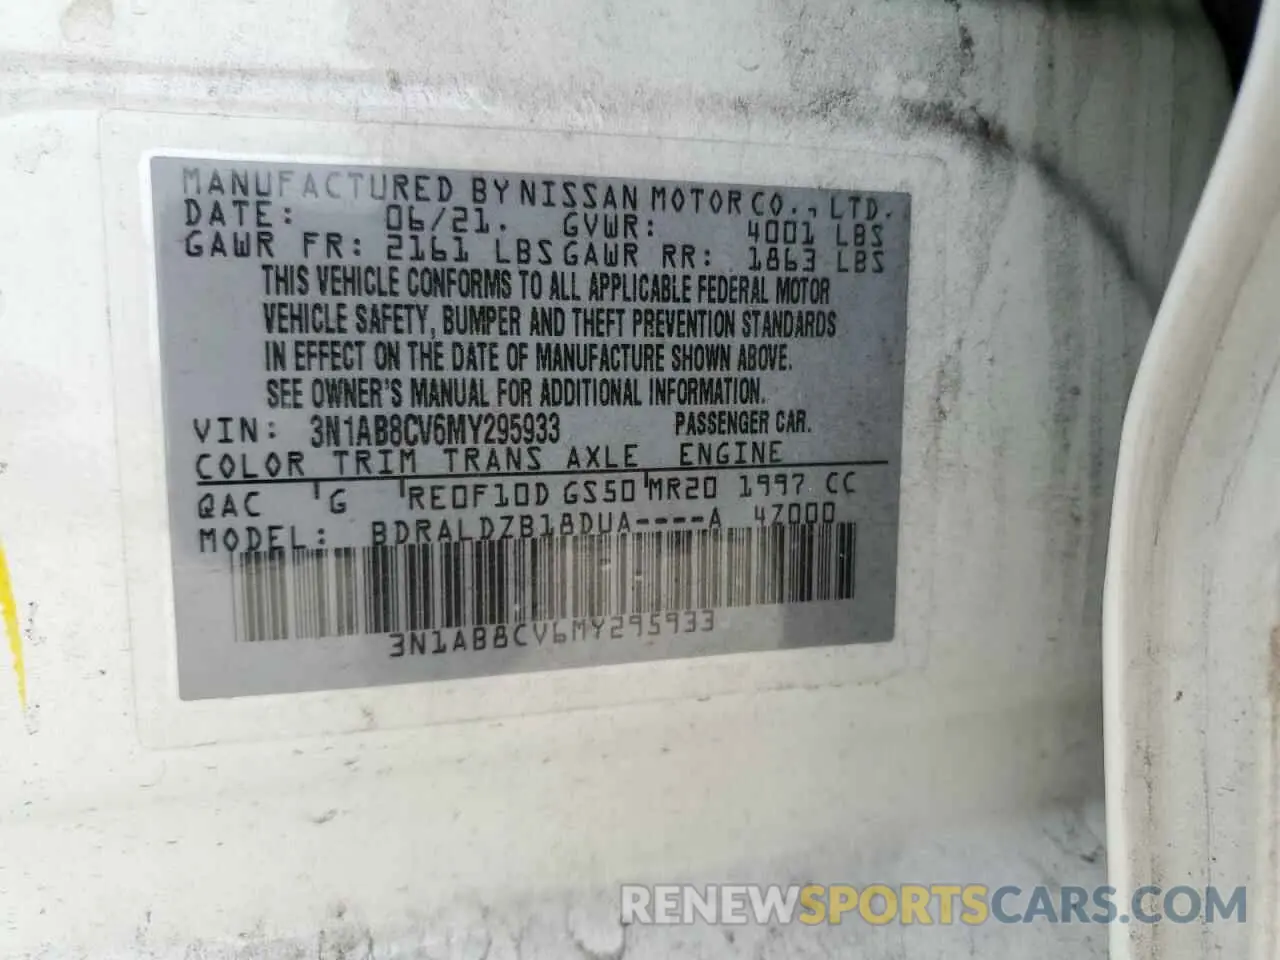 MANUFACTURED BY NISSAN MOTOR CO., LTD.
DATE: 06/21. GVWR: 4001 LBS
GAWR FR: 2161 LBS GAWR RR: 1863 LBS
THIS VEHICLE CONFORMS TO ALL APPLICABLE FEDERAL MOTOR
VEHICLE SAFETY, BUMPER AND THEFT PREVENTION STANDARDS
IN EFFECT ON THE DATE OF MANUFACTURE SHOWN ABOVE.
SEE OWNER'S MANUAL FOR ADDITIONAL INFORMATION.
VIN: 3N1AB8CV6MY295933 PASSENGER CAR.
COLOR TRIM TRANS AXLE ENGINE
QAC G RE0F10D GS50 MR20 1997 CC
MODEL: BDRALDZB18DUA----A 47000
3N1AB8CV6MY295933
RENEWSPORTSCARS.COM